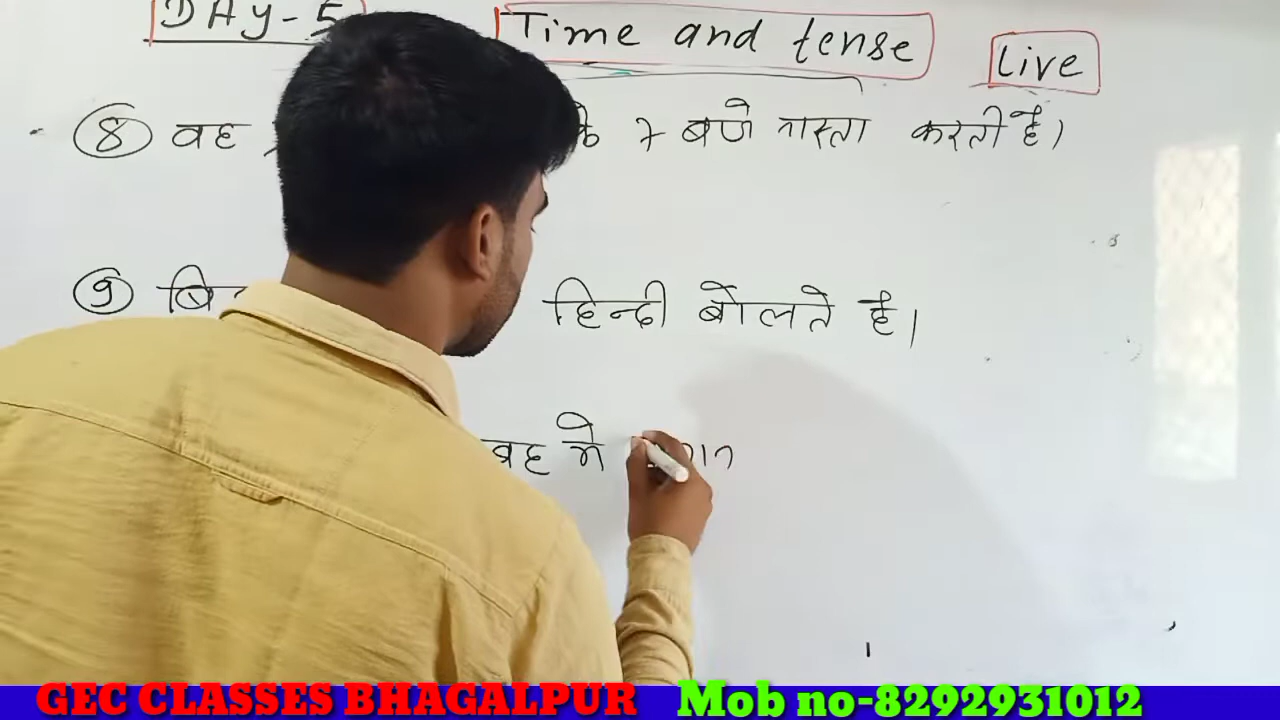 DAY-5 Time and tense Live
8 वह के 7 बजे नास्ता करती है।
9 हिन्दी बोलते है।
में
GEC CLASSES BHAGALPUR Mob no-8292931012